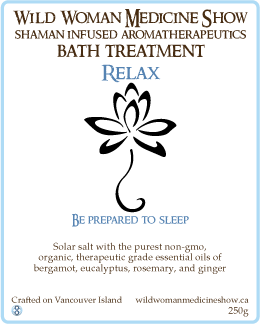 Wild Woman Medicine Show
shaman infused aromatherapeutics
bath treatment
Relax
Be prepared to sleep
Solar salt with the purest non-gmo,
organic, therapeutic grade essential oils of
bergamot, eucalyptus, rosemary, and ginger
Crafted on Vancouver Island wildwomanmedicineshow.ca
250g